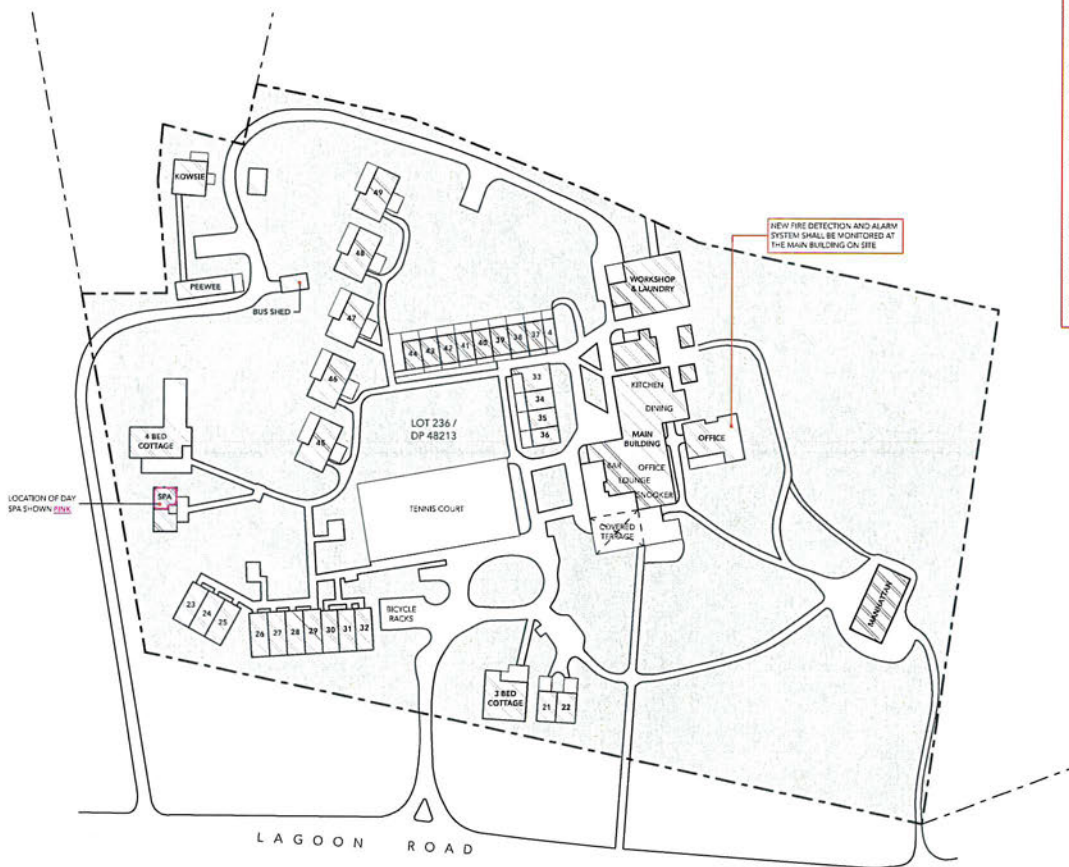 KOWSIE
PEEWEE
BUS SHED
49
48
47
46
45
44
43
42
41
40
39
38
37
4
33
34
35
36
WORKSHOP
& LAUNDRY
NEW FIRE DETECTION AND ALARM
SYSTEM SHALL BE MONITORED AT
THE MAIN BUILDING ON SITE
KITCHEN
DINING
MAIN
BUILDING
OFFICE
BAR
OFFICE
LOUNGE
SNOOKER
COVERED
TERRACE
LOT 236 /
DP 48213
TENNIS COURT
4 BED
COTTAGE
SPA
LOCATION OF DAY
SPA SHOWN PINK
23
24
25
26
27
28
29
30
31
32
BICYCLE
RACKS
MANHATTAN
3 BED
COTTAGE
21
22
LAGOON ROAD